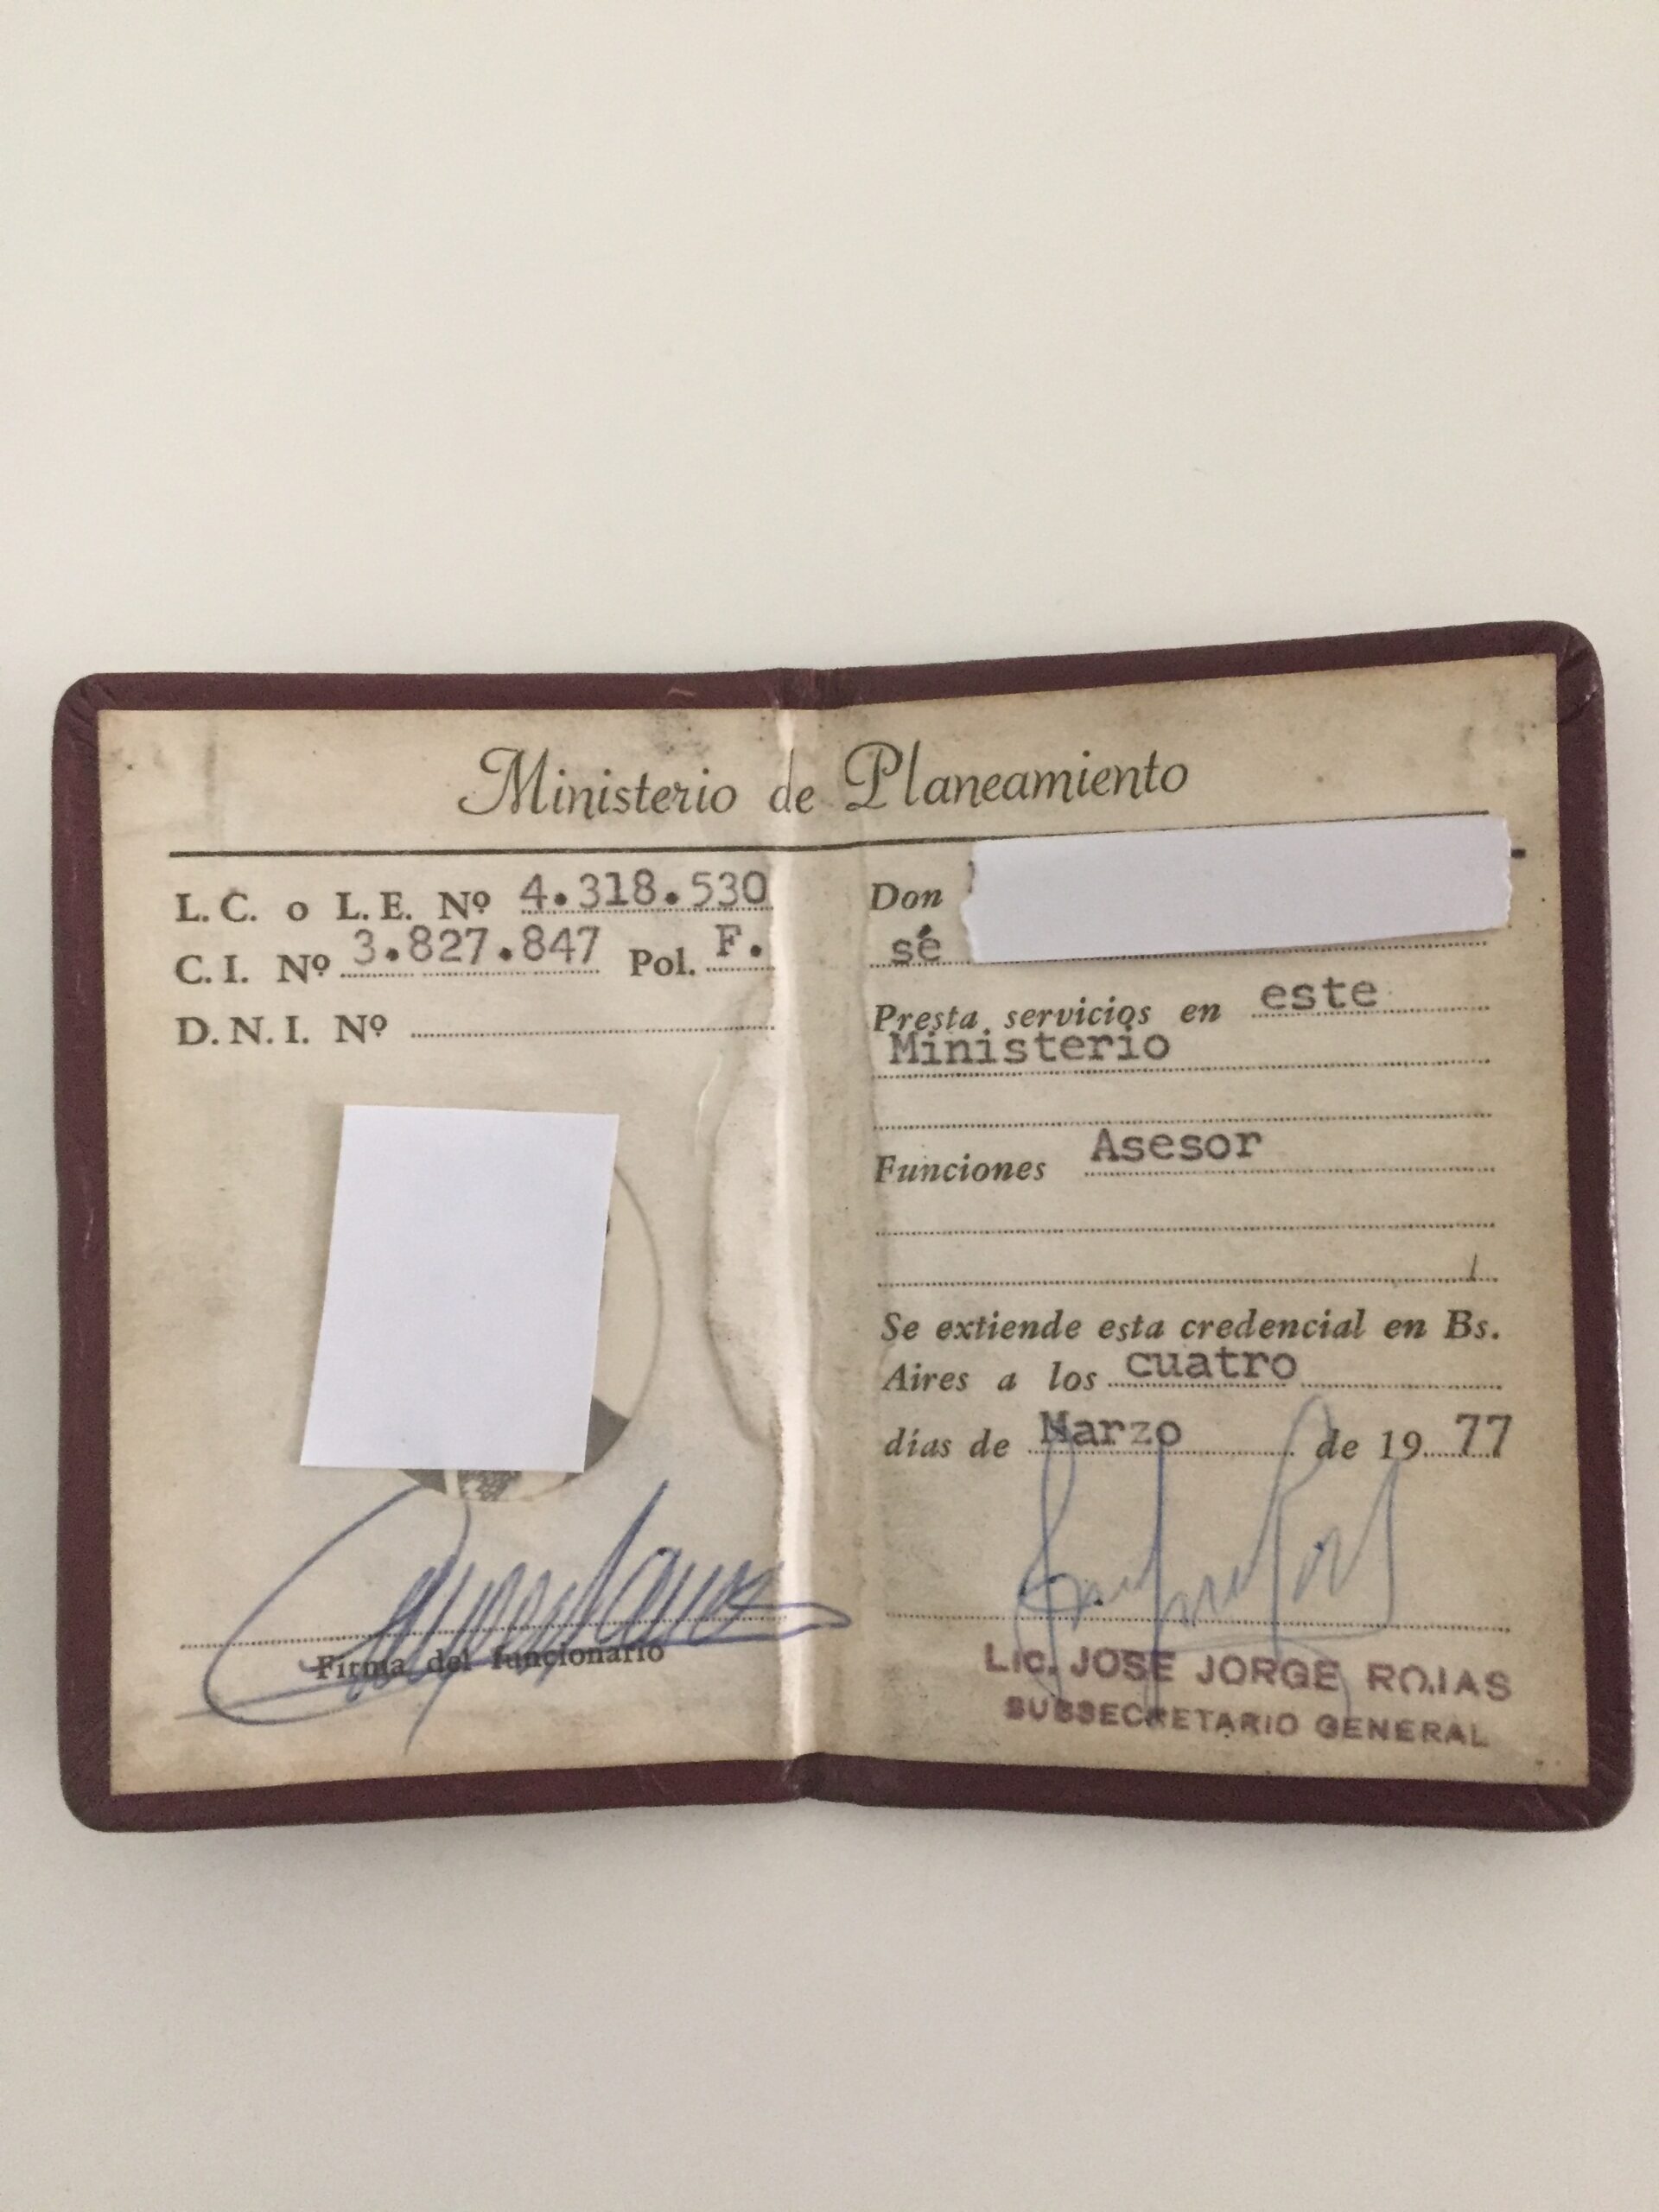 Ministerio de Planeamiento
L.C. o L.E. Nº 4.318.530
C.I. Nº 3.827.847 Pol. F.
D.N.I. Nº
Firma del funcionario
Don
sé
Presta servicios en este
Ministerio
Funciones Asesor
Se extiende esta credencial en Bs.
Aires a los cuatro
días de Marzo de 1977
Lic. JOSE JORGE ROJAS
SUBSECRETARIO GENERAL